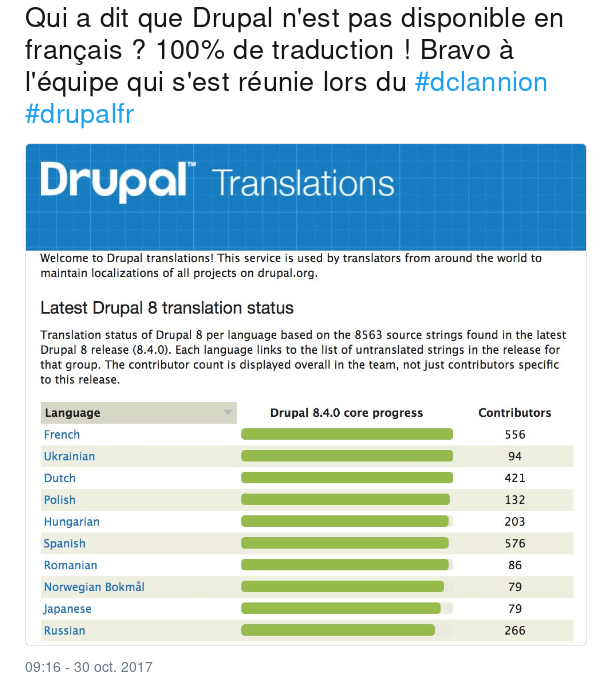 Qui a dit que Drupal n'est pas disponible en
français ? 100% de traduction ! Bravo à
l'équipe qui s'est réunie lors du #dclannion
#drupalfr
Drupal™ Translations
Welcome to Drupal translations! This service is used by translators from around the world to
maintain localizations of all projects on drupal.org.
Latest Drupal 8 translation status
Translation status of Drupal 8 per language based on the 8563 source strings found in the latest
Drupal 8 release (8.4.0). Each language links to the list of untranslated strings in the release for
that group. The contributor count is displayed overall in the team, not just contributors specific
to this release.
Language Drupal 8.4.0 core progress Contributors
French 556
Ukrainian 94
Dutch 421
Polish 132
Hungarian 203
Spanish 576
Romanian 86
Norwegian Bokmål 79
Japanese 79
Russian 266
09:16 - 30 oct. 2017